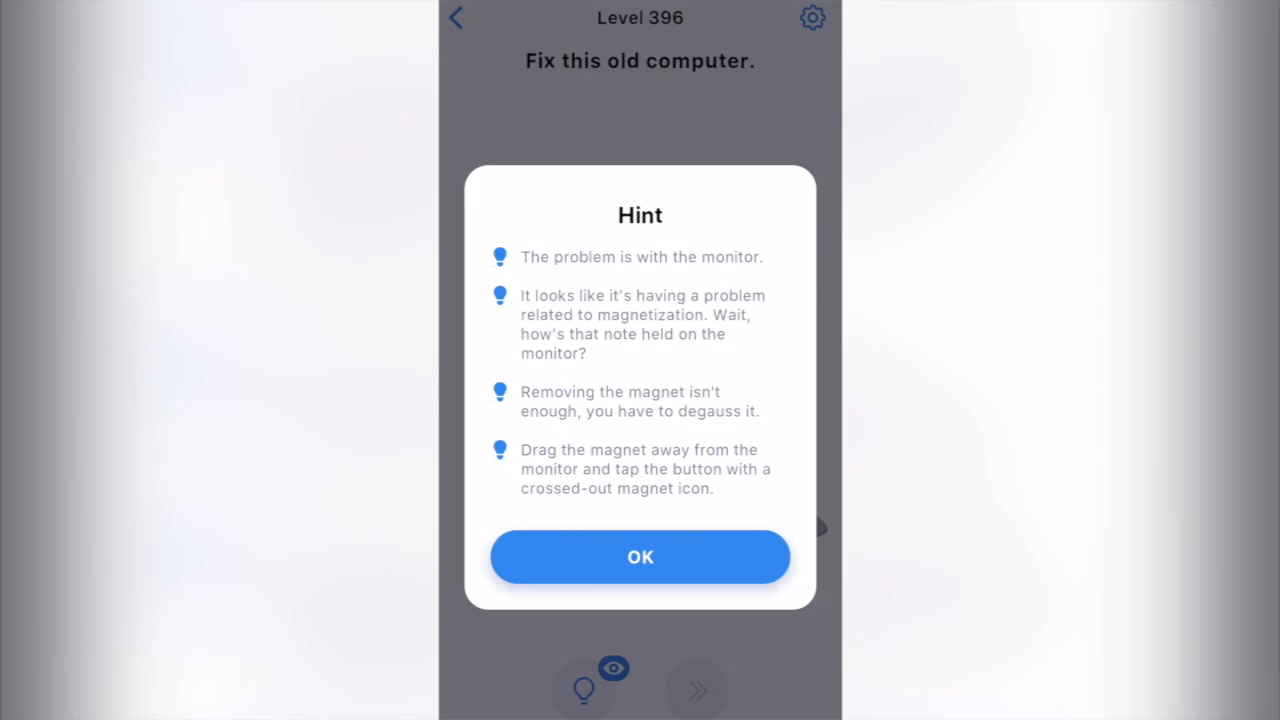 Level 396
Fix this old computer.
Hint
The problem is with the monitor.
It looks like it's having a problem
related to magnetization. Wait,
how's that note held on the
monitor?
Removing the magnet isn't
enough, you have to degauss it.
Drag the magnet away from the
monitor and tap the button with a
crossed-out magnet icon.
OK